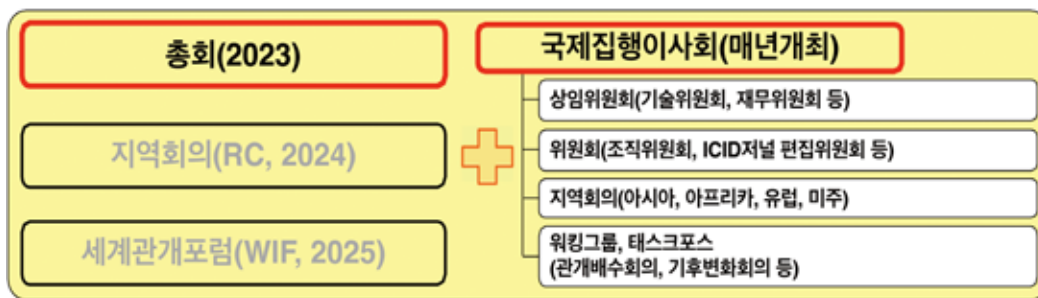 총회(2023)
지역회의(RC, 2024)
세계관개포럼(WIF, 2025)
국제집행이사회(매년개최)
상임위원회(기술위원회, 재무위원회 등)
위원회(조직위원회, ICID저널 편집위원회 등)
지역회의(아시아, 아프리카, 유럽, 미주)
워킹그룹, 태스크포스
(관개배수회의, 기후변화회의 등)